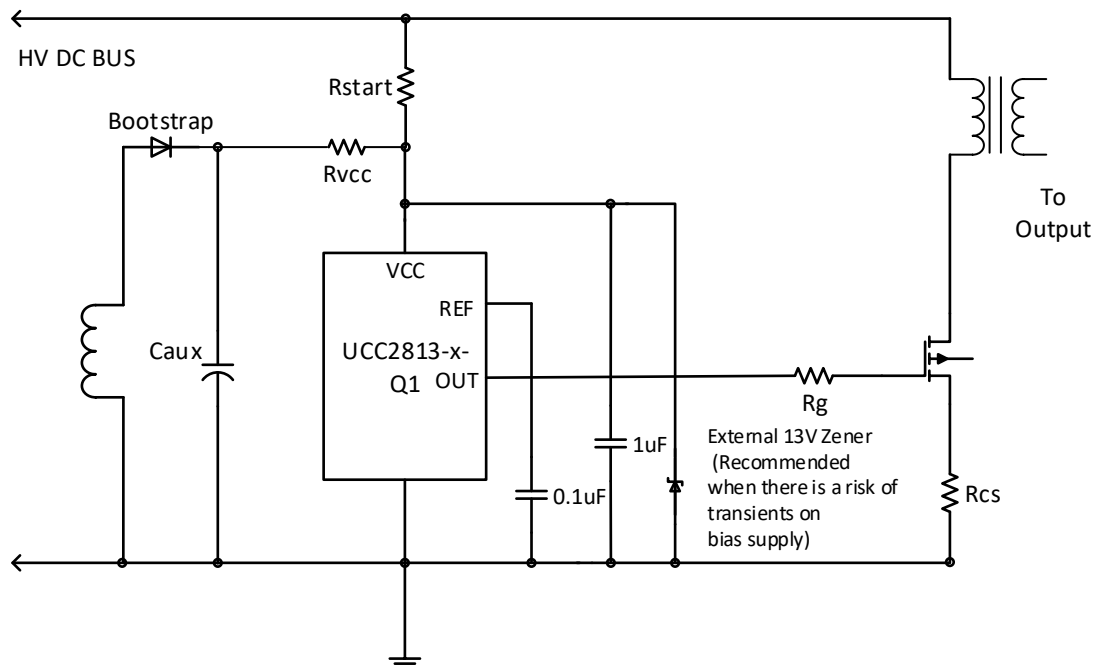 HV DC BUS
Rstart
Bootstrap
Rvcc
To
Output
VCC
REF
UCC2813-x-
Q1
OUT
Caux
Rg
1uF
0.1uF
External 13V Zener
(Recommended
when there is a risk of
transients on
bias supply)
Rcs